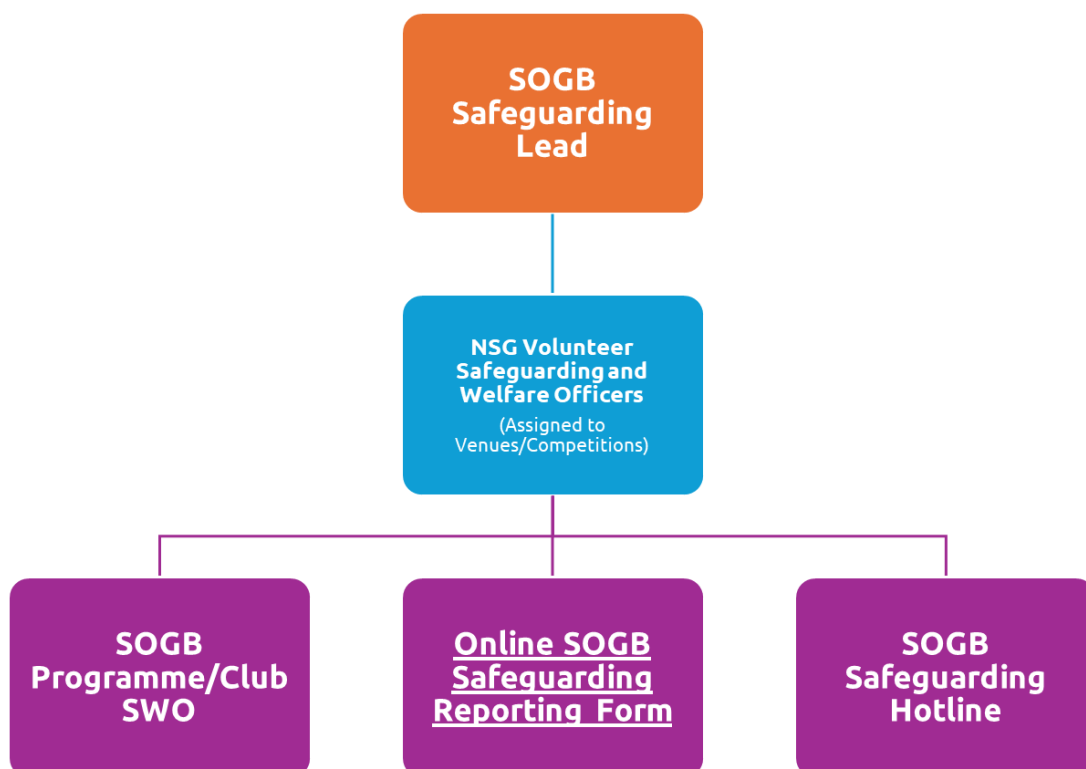 SOGB
Safeguarding
Lead
NSG Volunteer
Safeguarding and
Welfare Officers
(Assigned to
Venues/Competitions)
SOGB
Programme/Club
SWO
Online SOGB
Safeguarding
Reporting Form
SOGB
Safeguarding
Hotline